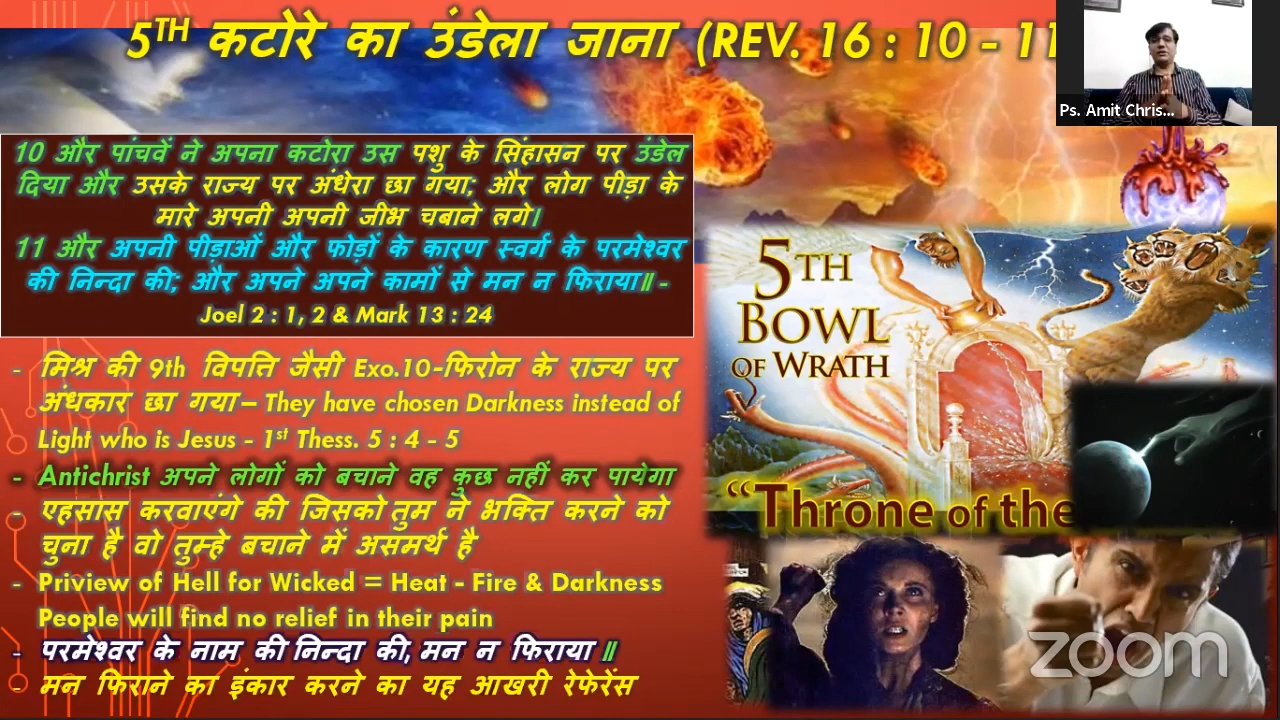 5TH कटोरे का उंडेला जाना (REV. 16 : 10 - 11
Ps. Amit Chris...
10 और पांचवें ने अपना कटोरा उस पशु के सिंहासन पर उंडेल
दिया और उसके राज्य पर अंधेरा छा गया; और लोग पीड़ा के
मारे अपनी अपनी जीभ चबाने लगे।
11 और अपनी पीड़ाओं और फोड़ों के कारण स्वर्ग के परमेश्वर
की निन्दा की; और अपने अपने कामों से मन न फिराया॥ -
Joel 2 : 1, 2 & Mark 13 : 24
- मिश्र की 9th विपत्ति जैसी Exo.10-फिरोन के राज्य पर
अंधकार छा गया – They have chosen Darkness instead of
Light who is Jesus - 1st Thess. 5 : 4 - 5
- Antichrist अपने लोगों को बचाने वह कुछ नहीं कर पायेगा
- एहसास करवाएंगे की जिसको तुम ने भक्ति करने को
चुना है वो तुम्हे बचाने में असमर्थ है
- Priview of Hell for Wicked = Heat - Fire & Darkness
People will find no relief in their pain
- परमेश्वर के नाम की निन्दा की, मन न फिराया ॥
- मन फिराने का इंकार करने का यह आखरी रेफेरेंस
5TH
BOWL
OF WRATH
“Throne of the
zoom